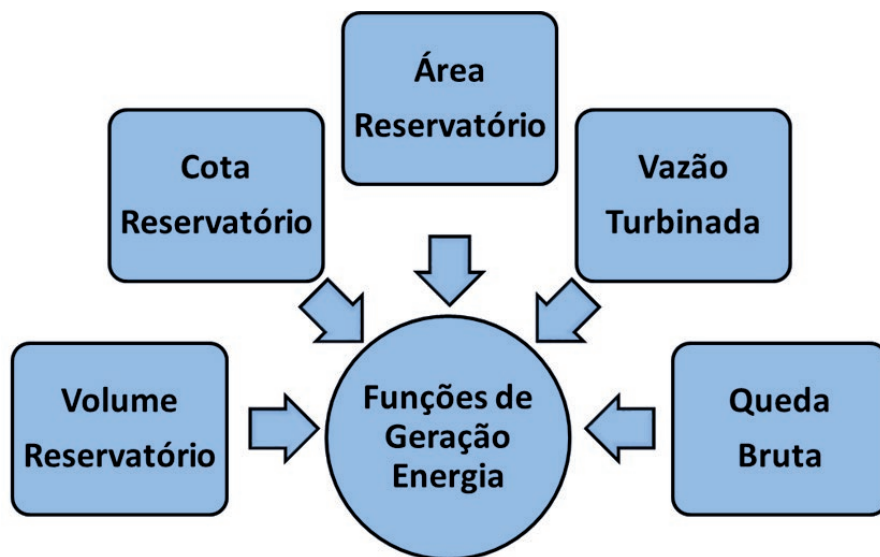 Área
Reservatório
Cota
Reservatório
Vazão
Turbinada
Volume
Reservatório
Funções de
Geração
Energia
Queda
Bruta